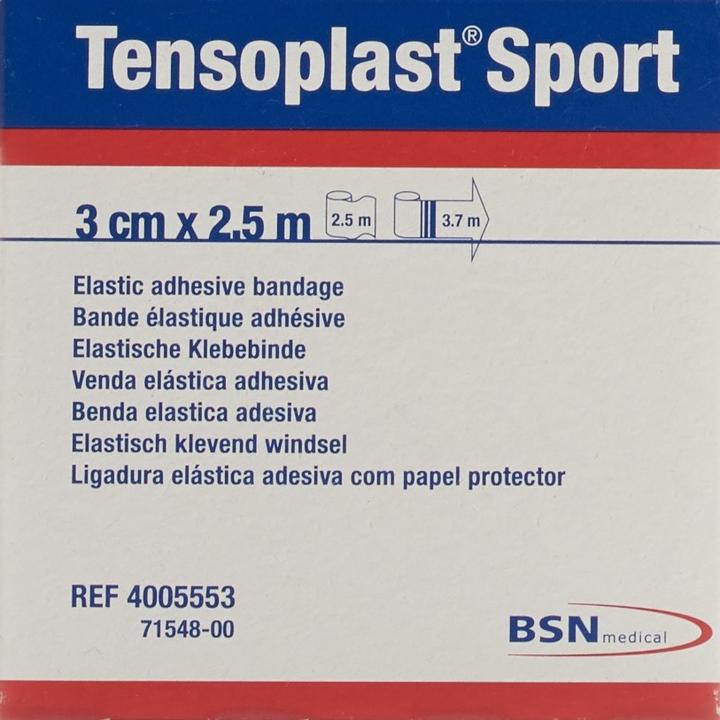 Tensoplast® Sport
3 cm x 2.5 m 2.5 m 3.7 m
Elastic adhesive bandage
Bande élastique adhésive
Elastische Klebebinde
Venda elástica adhesiva
Benda elastica adesiva
Elastisch klevend windsel
Ligadura elástica adesiva com papel protector
REF 4005553
71548-00
BSN medical